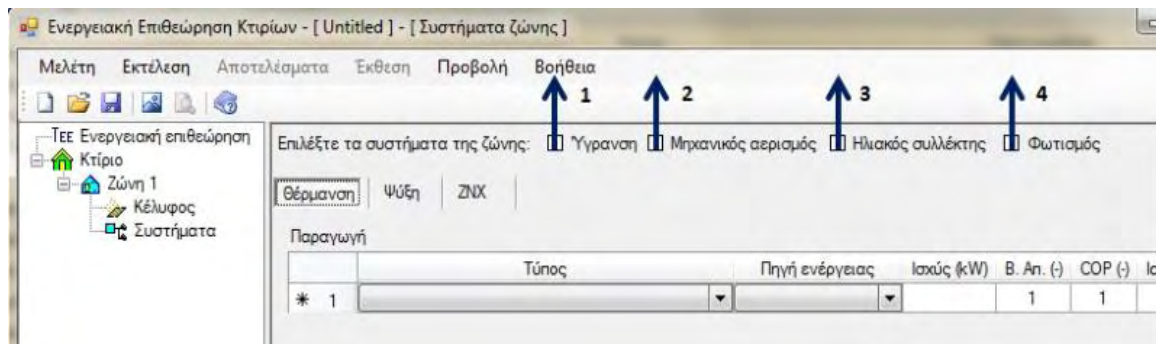 Ενεργειακή Επιθεώρηση Κτιρίων - [ Untitled ] - [ Συστήματα ζώνης ]
Μελέτη Εκτέλεση Αποτελέσματα Έκθεση Προβολή Βοήθεια
1 2 3 4
ΤΕΕ Ενεργειακή επιθεώρηση
Κτίριο
Ζώνη 1
Κέλυφος
Συστήματα
Επιλέξτε τα συστήματα της ζώνης: Ύγρανση Μηχανικός αερισμός Ηλιακός συλλέκτης Φωτισμός
Θέρμανση Ψύξη ΖΝΧ
Παραγωγή
Τύπος Πηγή ενέργειας Ισχύς (kW) Β. Απ. (-) COP (-)
* 1 1 1